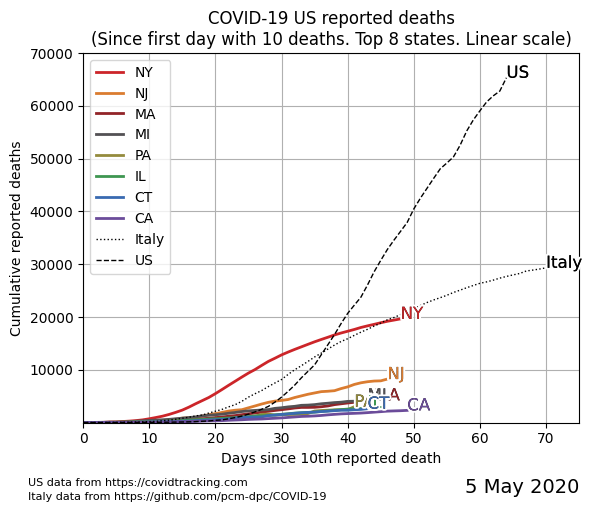 COVID-19 US reported deaths
(Since first day with 10 deaths. Top 8 states. Linear scale)
70000
60000
50000
40000
30000
20000
10000
Cumulative reported deaths
NY
NJ
MA
MI
PA
IL
CT
CA
Italy
US
US
Italy
NY
NJ
MI
A
PA
CT
CA
0
10
20
30
40
50
60
70
Days since 10th reported death
US data from https://covidtracking.com
Italy data from https://github.com/pcm-dpc/COVID-19
5 May 2020